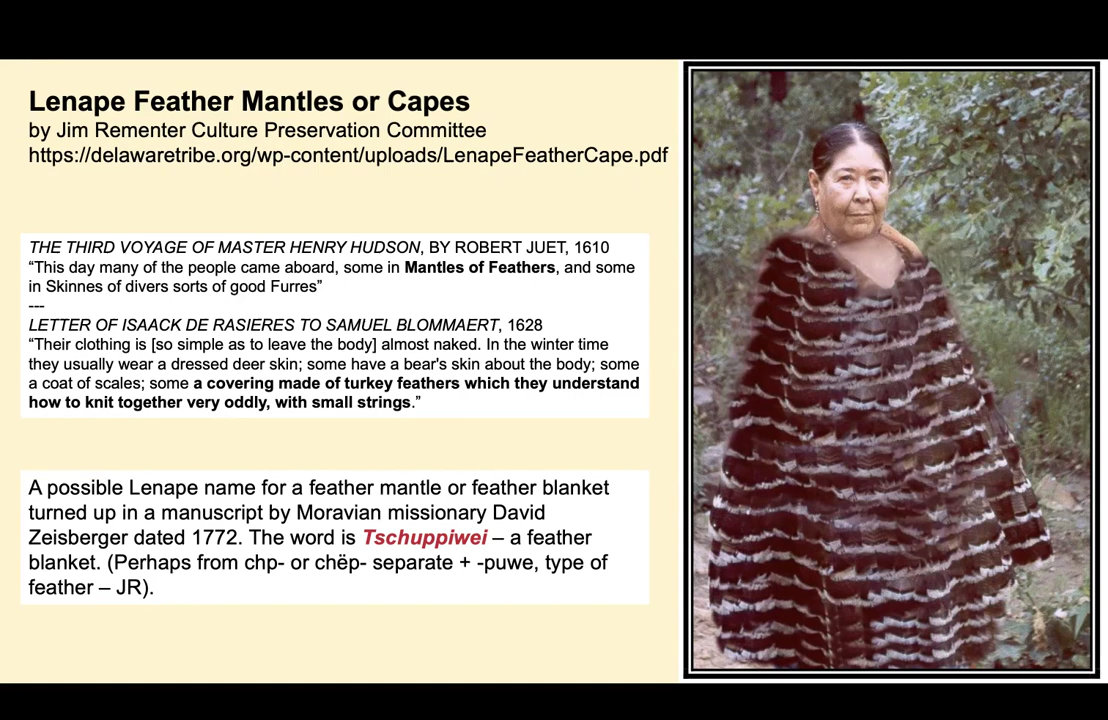 Lenape Feather Mantles or Capes
by Jim Rementer Culture Preservation Committee
https://delawaretribe.org/wp-content/uploads/LenapeFeatherCape.pdf
THE THIRD VOYAGE OF MASTER HENRY HUDSON, BY ROBERT JUET, 1610
“This day many of the people came aboard, some in Mantles of Feathers, and some
in Skinnes of divers sorts of good Furres”
---
LETTER OF ISAACK DE RASIERES TO SAMUEL BLOMMAERT, 1628
“Their clothing is [so simple as to leave the body] almost naked. In the winter time
they usually wear a dressed deer skin; some have a bear's skin about the body; some
a coat of scales; some a covering made of turkey feathers which they understand
how to knit together very oddly, with small strings.”
A possible Lenape name for a feather mantle or feather blanket
turned up in a manuscript by Moravian missionary David
Zeisberger dated 1772. The word is Tschuppiwei – a feather
blanket. (Perhaps from chp- or chëp- separate + -puwe, type of
feather – JR).